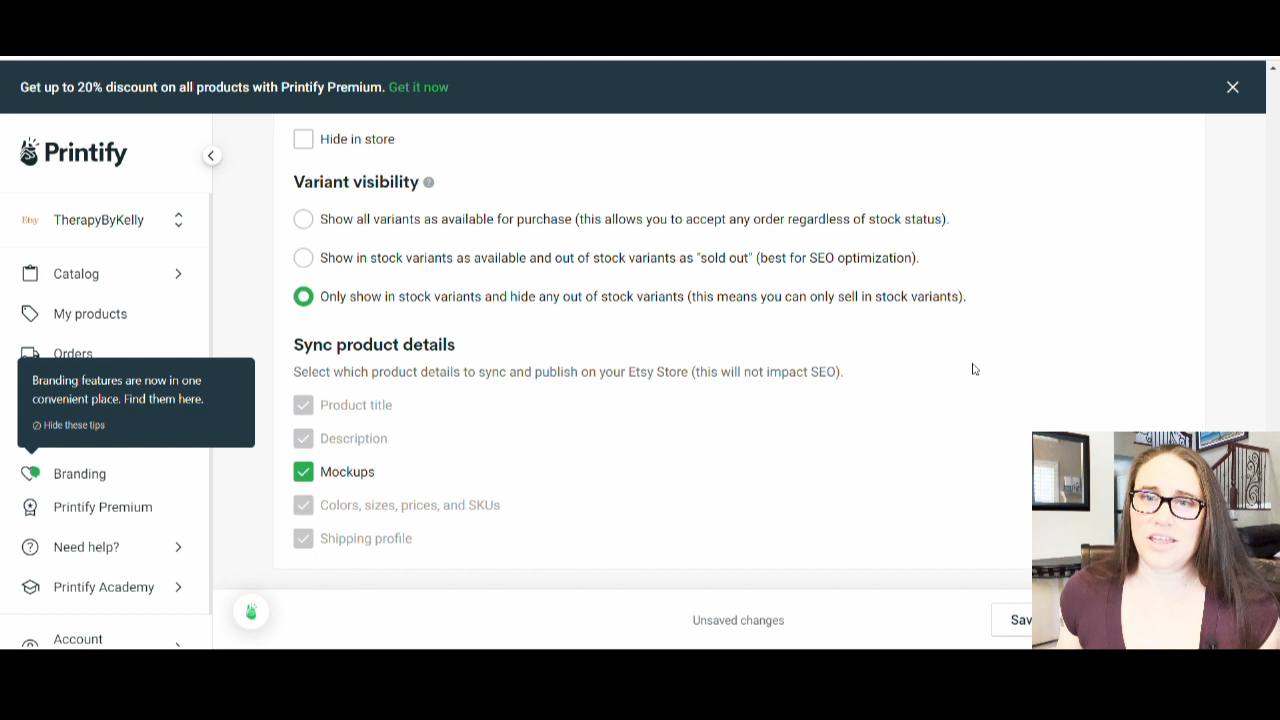 Get up to 20% discount on all products with Printify Premium. Get it now
Printify
Etsy TherapyByKelly
Catalog
My products
Orders
Branding features are now in one
convenient place. Find them here.
Hide these tips
Branding
Printify Premium
Need help?
Printify Academy
Account
Hide in store
Variant visibility ?
Show all variants as available for purchase (this allows you to accept any order regardless of stock status).
Show in stock variants as available and out of stock variants as "sold out" (best for SEO optimization).
Only show in stock variants and hide any out of stock variants (this means you can only sell in stock variants).
Sync product details
Select which product details to sync and publish on your Etsy Store (this will not impact SEO).
Product title
Description
Mockups
Colors, sizes, prices, and SKUs
Shipping profile
Unsaved changes
Sav